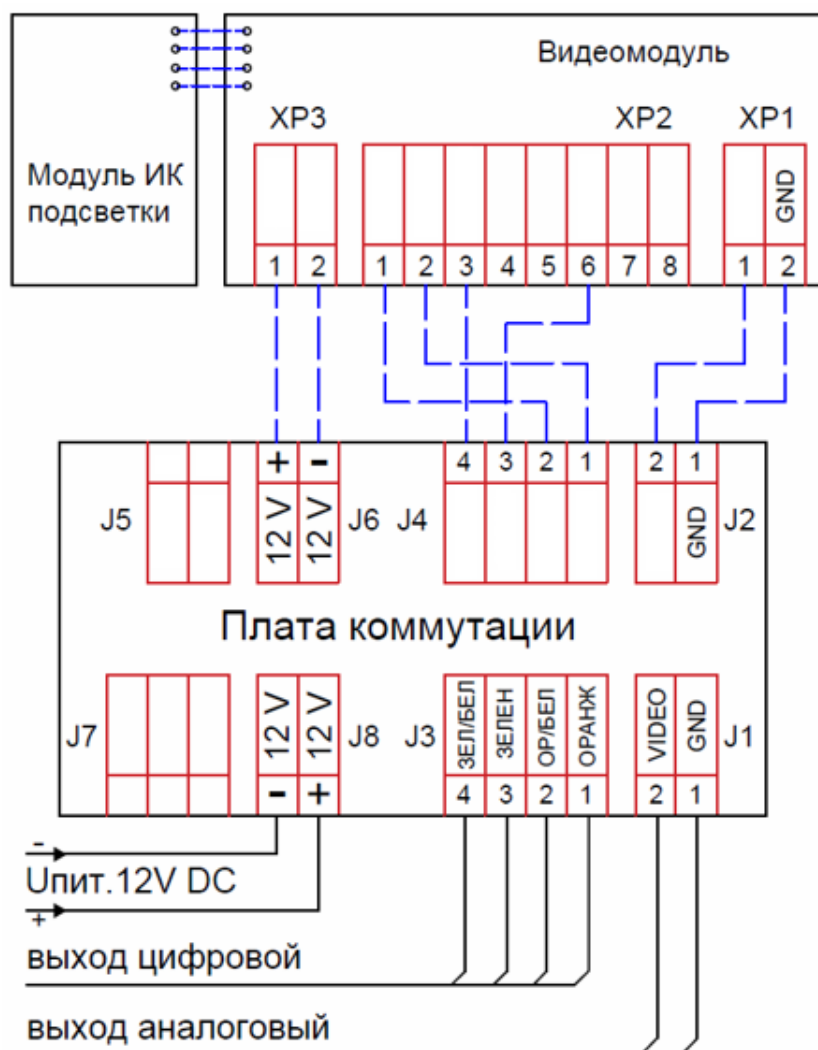 Видеомодуль
XP3 XP2 XP1
Модуль ИК
подсветки
GND
1 2 1 2 3 4 5 6 7 8 1 2
+ - 4 3 2 1 2 1
J5 12 V 12 V J6 J4 GND J2
Плата коммутации
J7 12 V 12 V J8 J3 ЗЕЛ/БЕЛ ЗЕЛЕН ОР/БЕЛ ОРАНЖ VIDEO GND J1
- + 4 3 2 1 2 1
-
Uпит.12V DC
+
выход цифровой
выход аналоговый